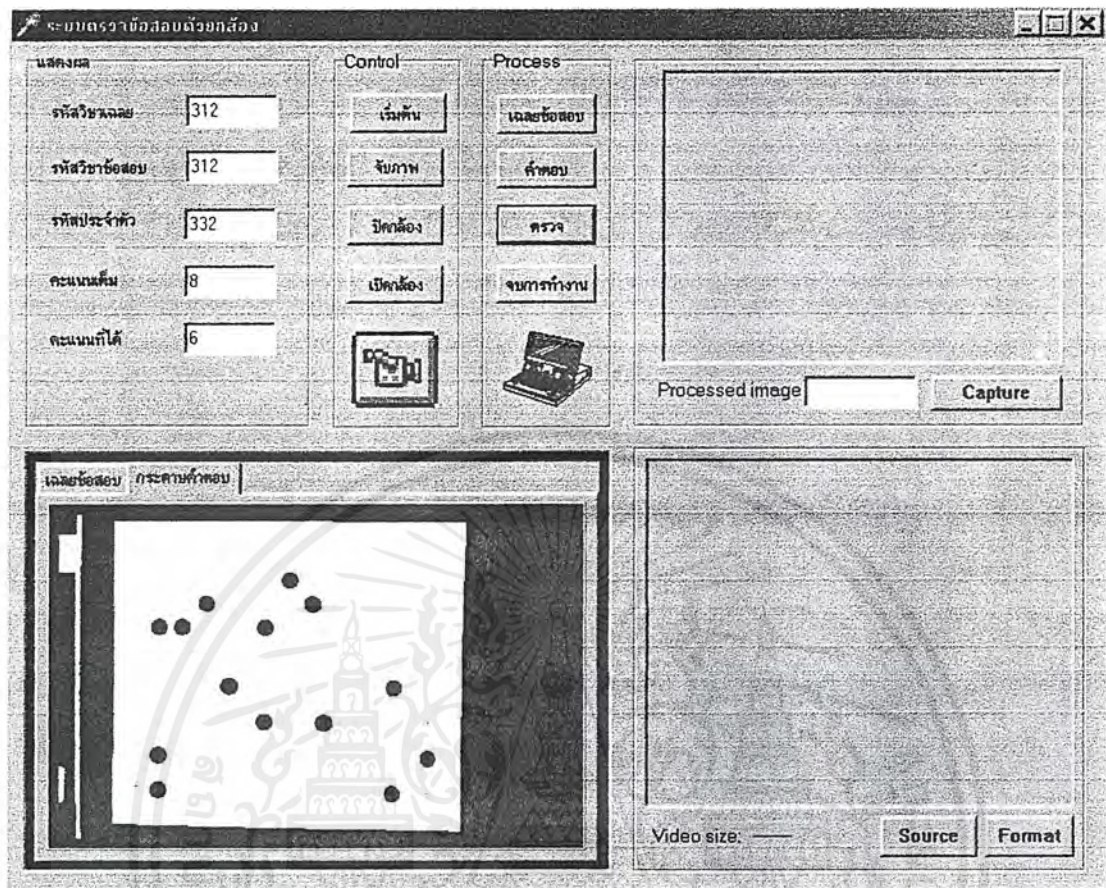 ระบบตรวจข้อสอบด้วยกล้อง
แสดงผล
รหัสวิชาเฉลย 312
รหัสวิชาข้อสอบ 312
รหัสประจำตัว 332
คะแนนเต็ม 8
คะแนนที่ได้ 6
Control
เริ่มต้น
จับภาพ
ปิดกล้อง
เปิดกล้อง
Process
เฉลยข้อสอบ
คำตอบ
ตรวจ
จบการทำงาน
Processed image
Capture
เฉลยข้อสอบ กระดาษคำตอบ
Video size:
Source Format